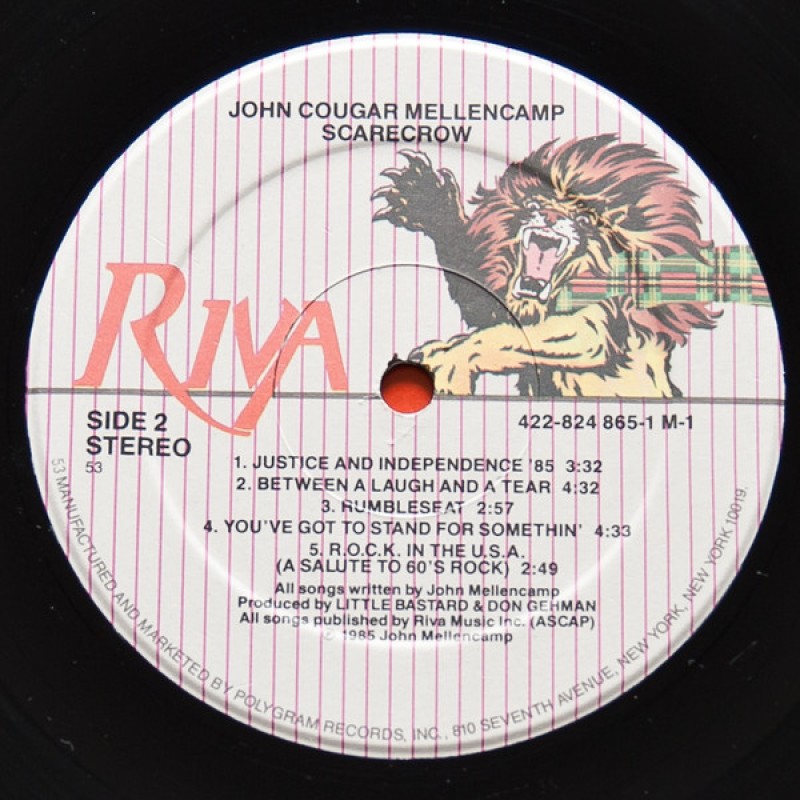 JOHN COUGAR MELLENCAMP
SCARECROW
RIVA
SIDE 2
STEREO
53
422-824 865-1 M-1
1. JUSTICE AND INDEPENDENCE '85 3:32
2. BETWEEN A LAUGH AND A TEAR 4:32
3. RUMBLESEAT 2:57
4. YOU'VE GOT TO STAND FOR SOMETHIN' 4:33
5. R.O.C.K. IN THE U.S.A.
(A SALUTE TO 60'S ROCK) 2:49
All songs written by John Mellencamp
Produced by LITTLE BASTARD & DON GEHMAN
All songs published by Riva Music Inc. (ASCAP)
℗ 1985 John Mellencamp
53 MANUFACTURED AND MARKETED BY POLYGRAM RECORDS, INC., 810 SEVENTH AVENUE, NEW YORK, NEW YORK 10019.